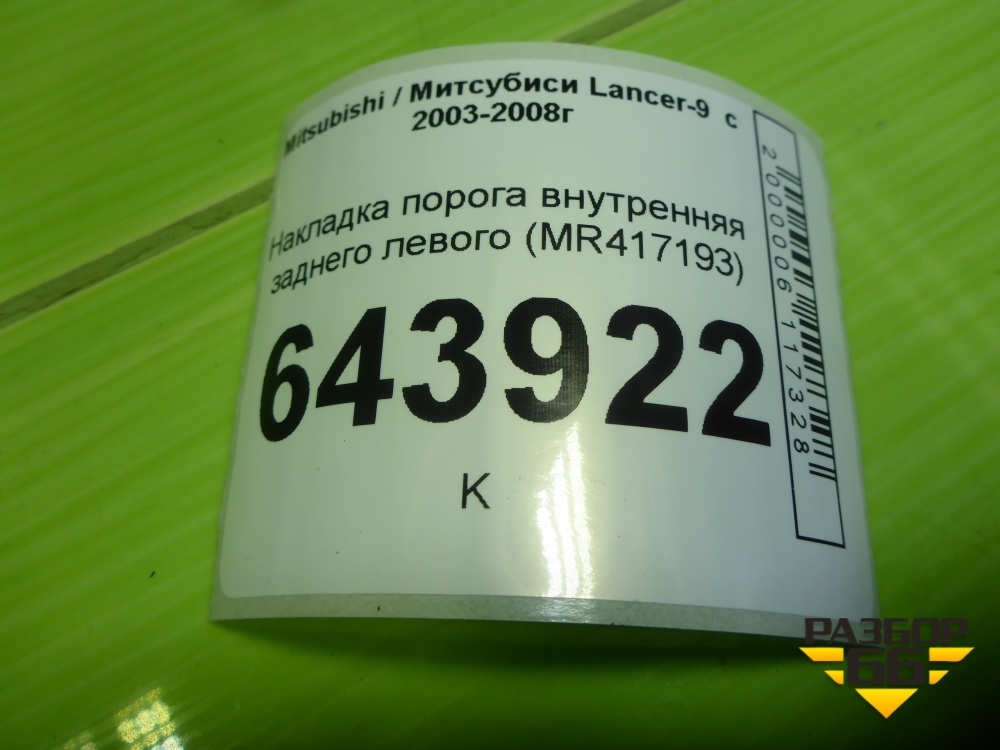 Mitsubishi / Митсубиси Lancer-9 с
2003-2008г
Накладка порога внутренняя
заднего левого (MR417193)
643922
К
2000006117328
РАЗБОР
66